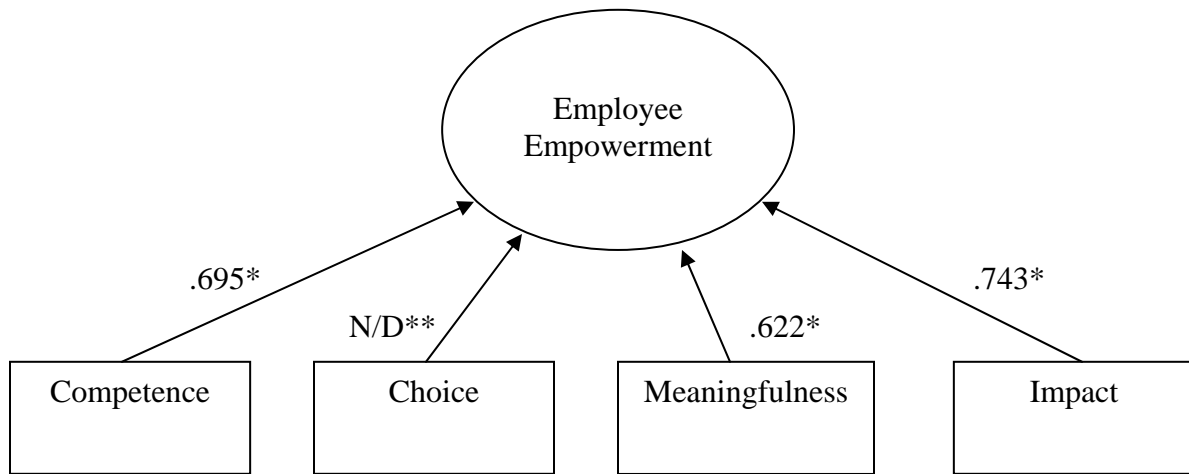 Employee
Empowerment
.695*
.743*
N/D**
.622*
Competence
Choice
Meaningfulness
Impact